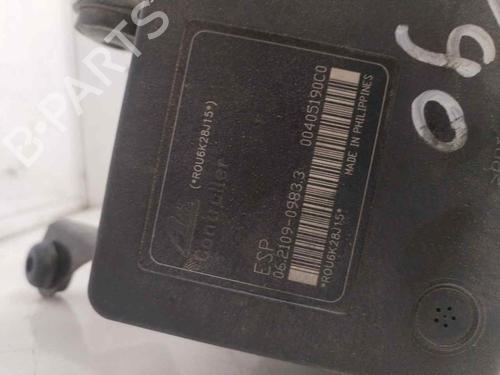 Ate
Controller
(*ROU6K28J15*)
ESP
06.2109-0983.3
00405190C0
*ROU6K28J15*
MADE IN PHILIPPINES
06
B-PARTS